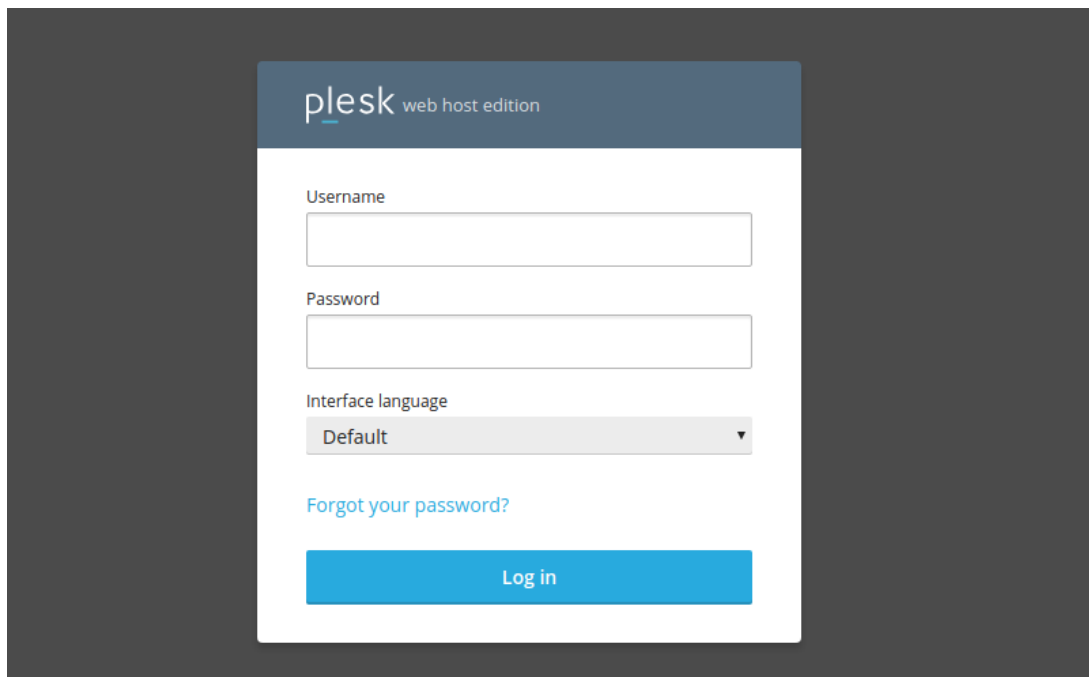 plesk web host edition
Username
Password
Interface language
Default
Forgot your password?
Log in